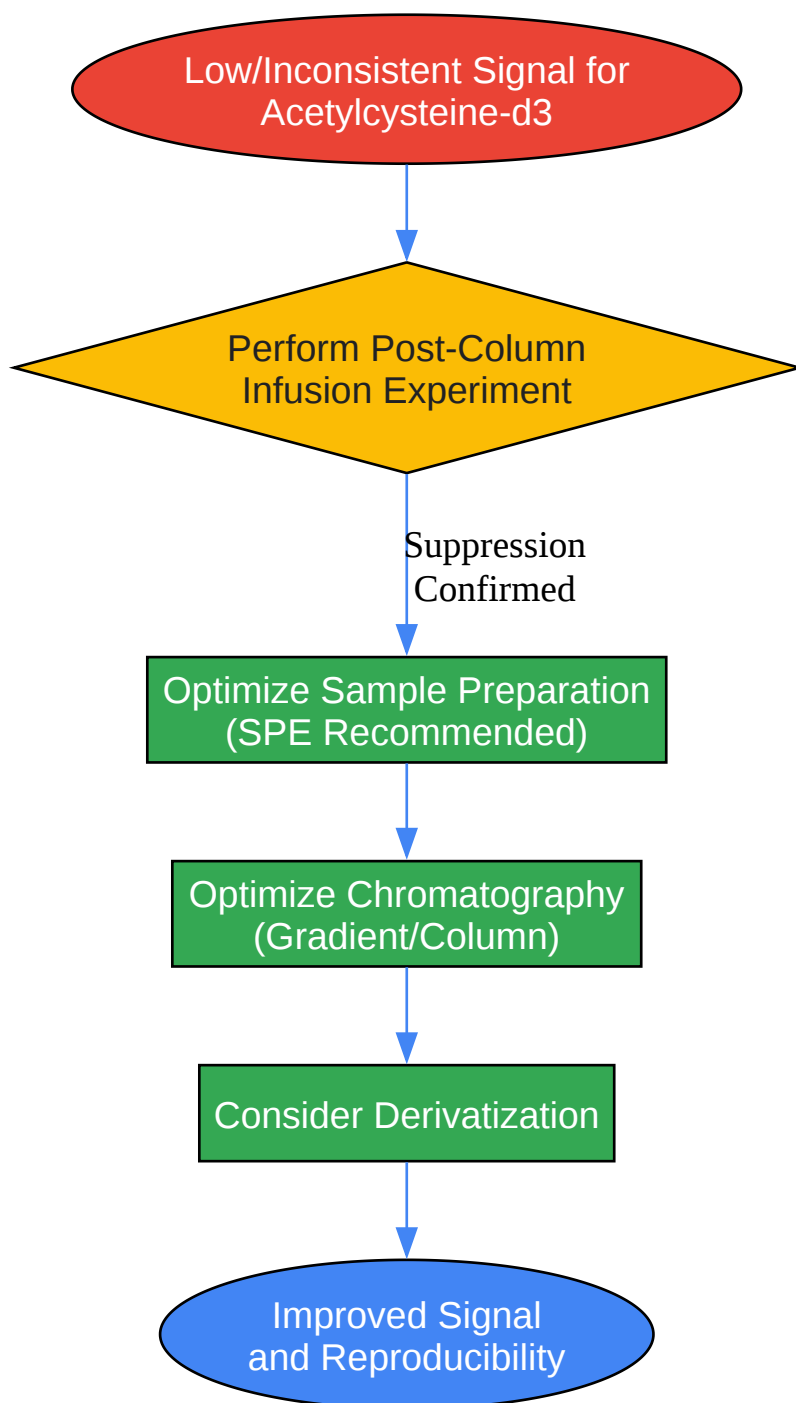 Low/Inconsistent Signal for
Acetylcysteine-d3
Perform Post-Column
Infusion Experiment
Suppression
Confirmed
Optimize Sample Preparation
(SPE Recommended)
Optimize Chromatography
(Gradient/Column)
Consider Derivatization
Improved Signal
and Reproducibility